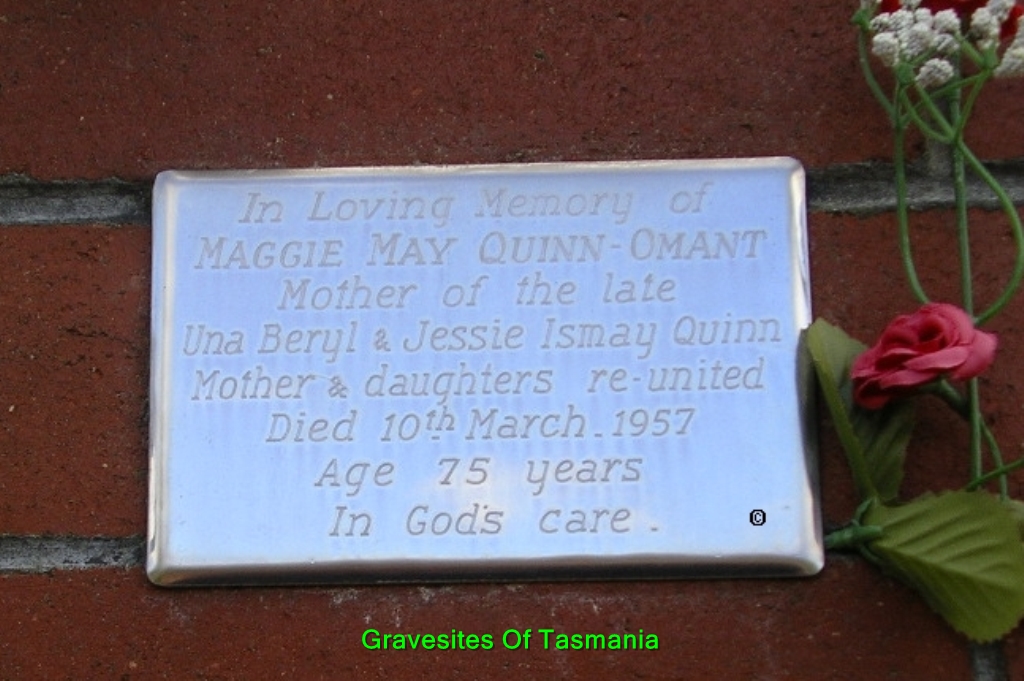 In Loving Memory of
MAGGIE MAY QUINN-OMANT
Mother of the late
Una Beryl & Jessie Ismay Quinn
Mother & daughters re-united
Died 10th March. 1957
Age 75 years
In God's care.
©
Gravesites Of Tasmania